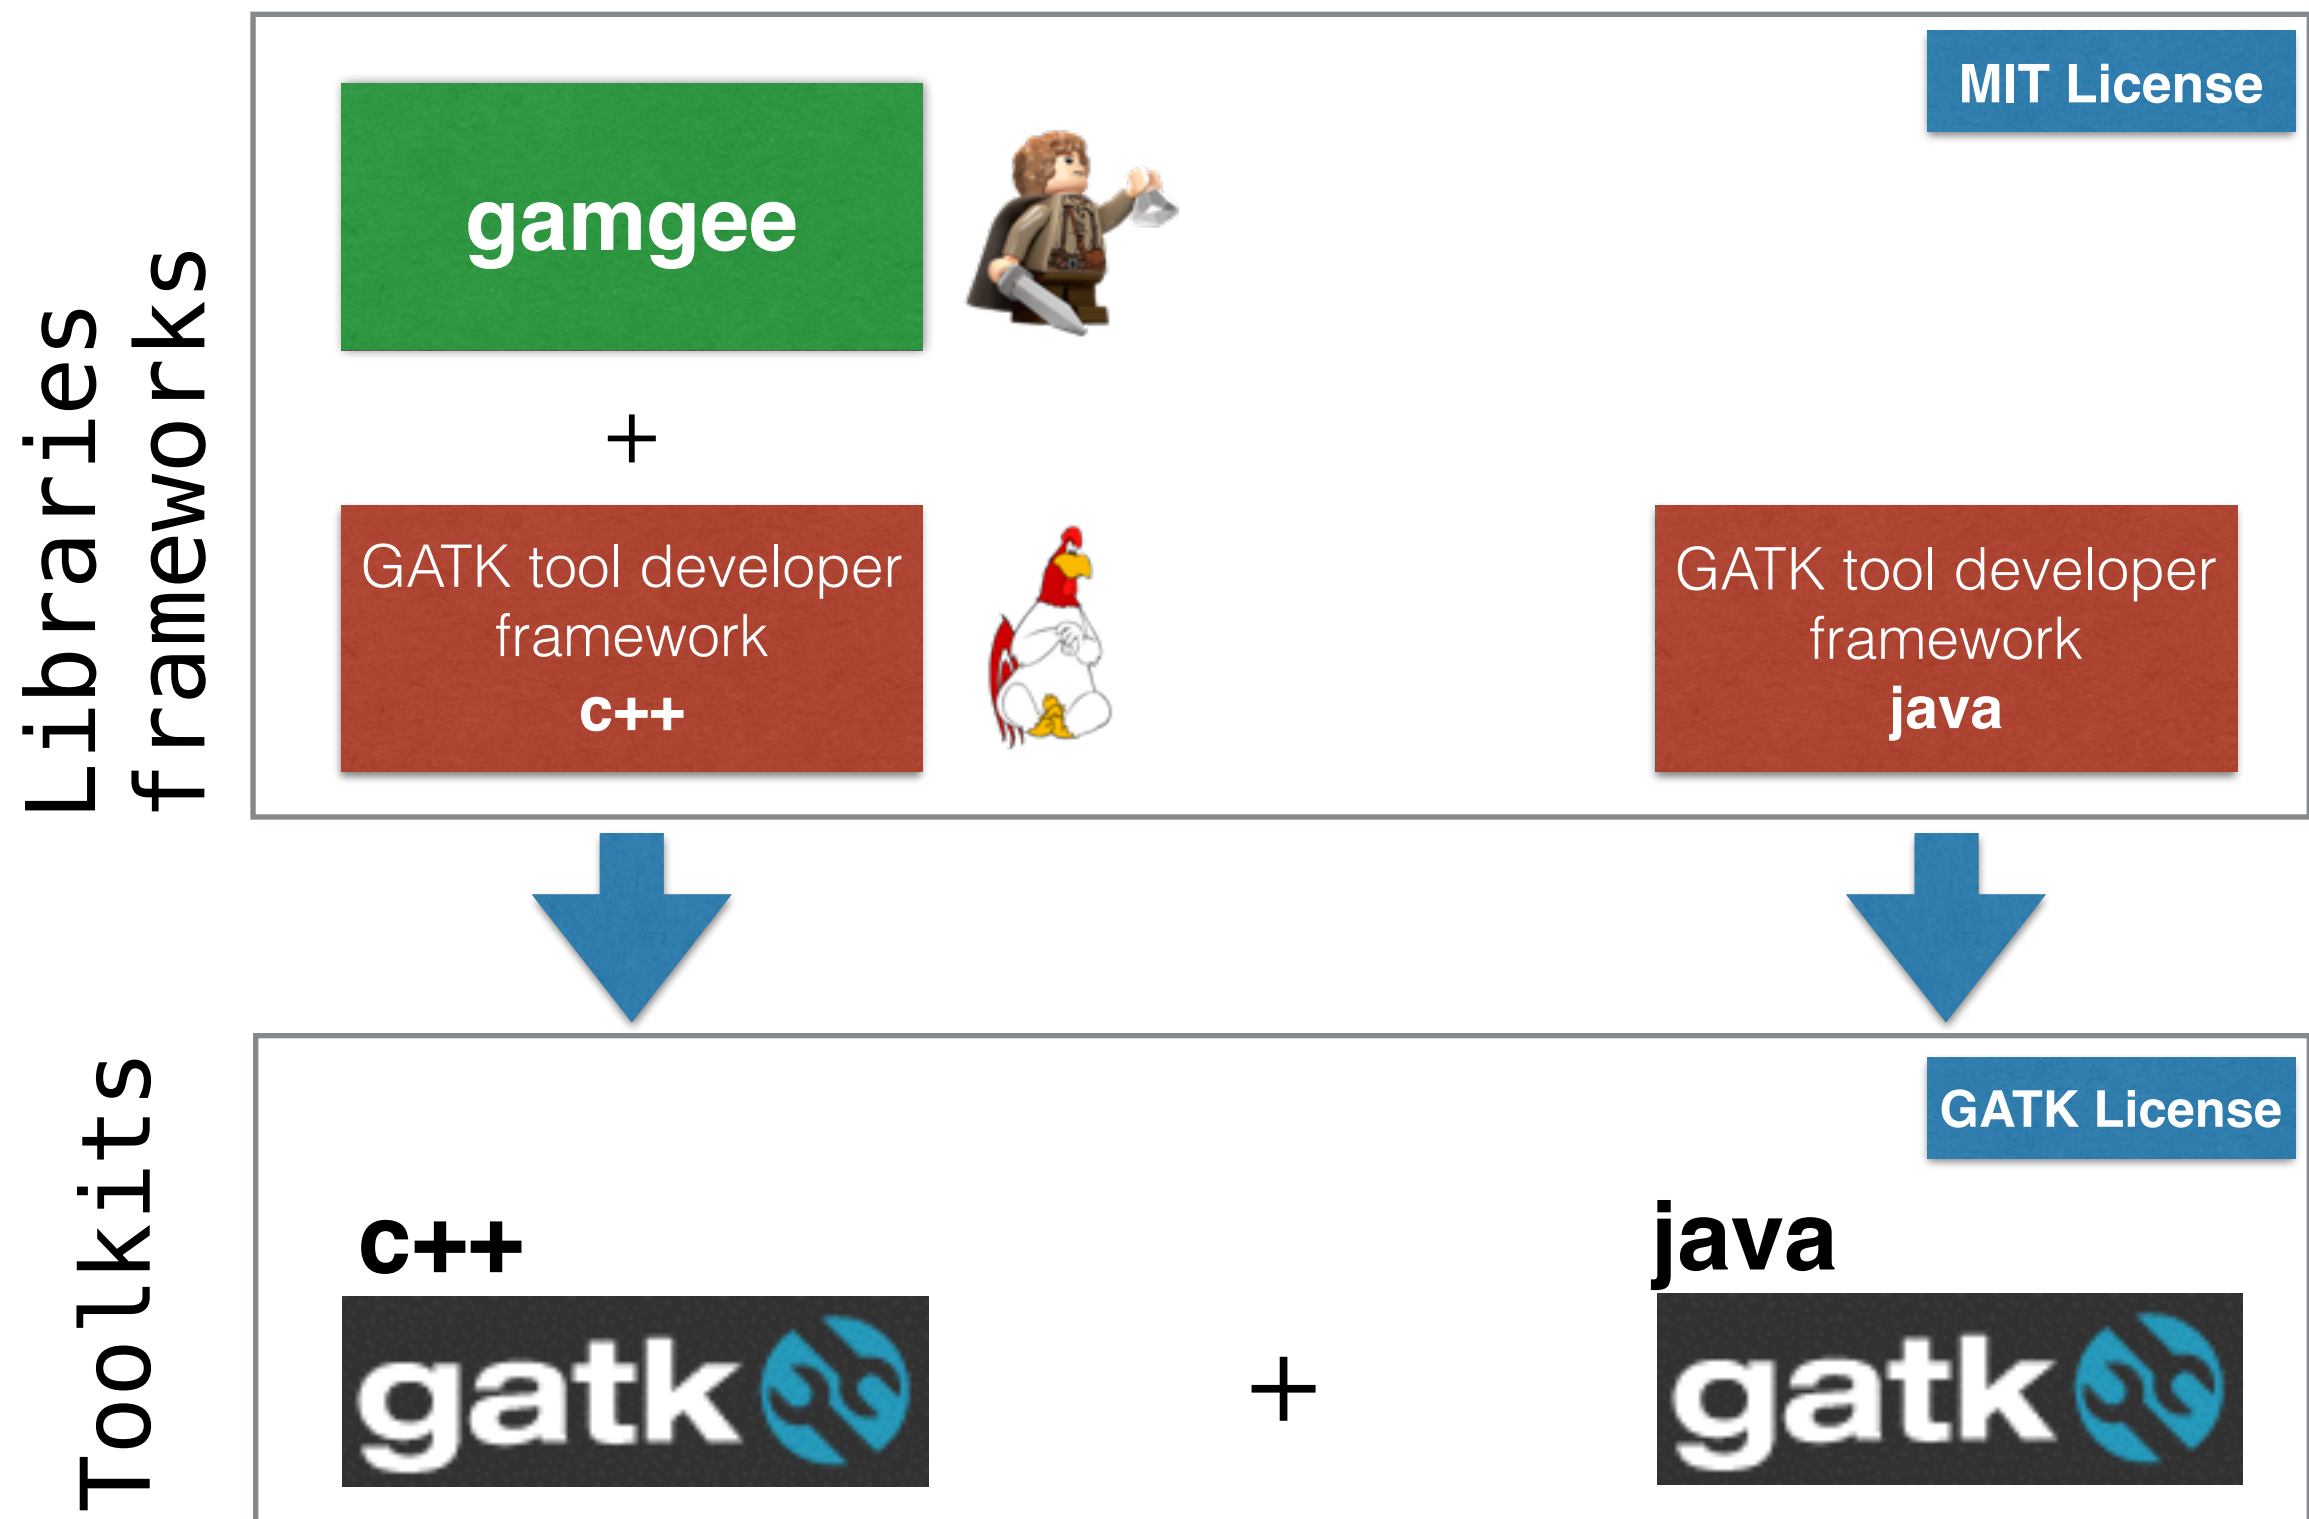 Libraries
frameworks
MIT License
gamgee
+
GATK tool developer
framework
c++
GATK tool developer
framework
java
Toolkits
GATK License
c++
gatk
+
java
gatk